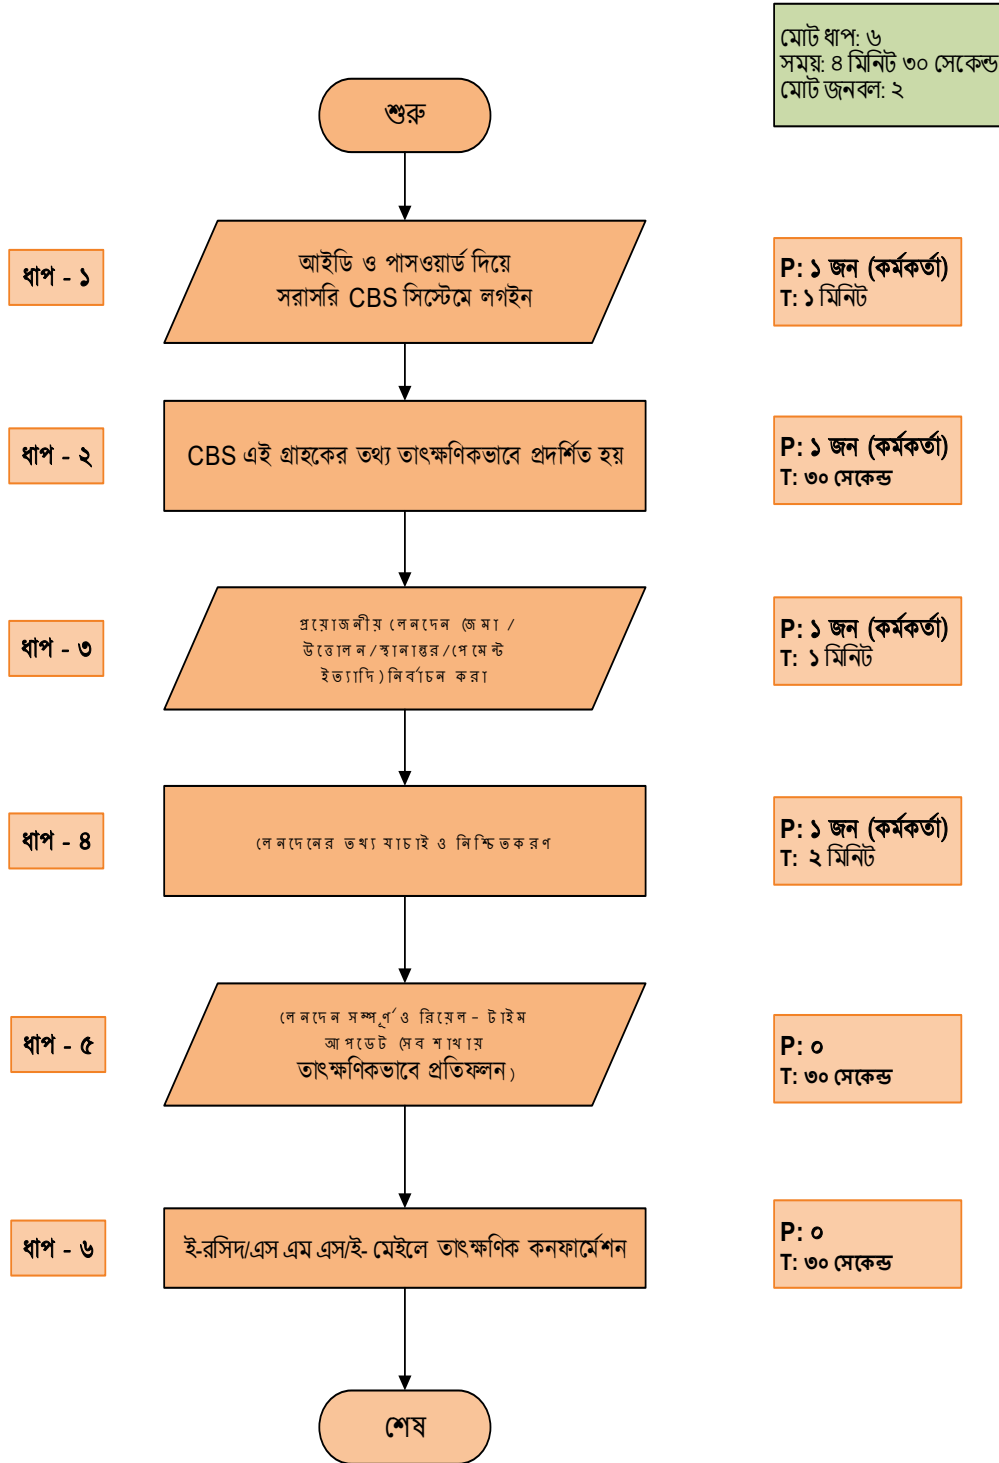 মোট ধাপ: ৬
সময়: ৪ মিনিট ৩০ সেকেন্ড
মোট জনবল: ২
শুরু
ধাপ - ১
আইডি ও পাসওয়ার্ড দিয়ে
সরাসরি CBS সিস্টেমে লগইন
P: ১ জন (কর্মকর্তা)
T: ১ মিনিট
ধাপ - ২
CBS এই গ্রাহকের তথ্য তাৎক্ষণিকভাবে প্রদর্শিত হয়
P: ১ জন (কর্মকর্তা)
T: ৩০ সেকেন্ড
ধাপ - ৩
প্রয়োজনীয় লেনদেন (জমা /
উত্তোলন/স্থানান্তর/পেমেন্ট
ইত্যাদি) নির্বাচন করা
P: ১ জন (কর্মকর্তা)
T: ১ মিনিট
ধাপ - ৪
লেনদেনের তথ্য যাচাই ও নিশ্চিতকরণ
P: ১ জন (কর্মকর্তা)
T: ২ মিনিট
ধাপ - ৫
লেনদেন সম্পূর্ণ ও রিয়েল- টাইম
আপডেট (সব শাখায়
তাৎক্ষণিকভাবে প্রতিফলন)
P: ০
T: ৩০ সেকেন্ড
ধাপ - ৬
ই-রসিদ/এস এম এস/ই- মেইলে তাৎক্ষণিক কনফার্মেশন
P: ০
T: ৩০ সেকেন্ড
শেষ